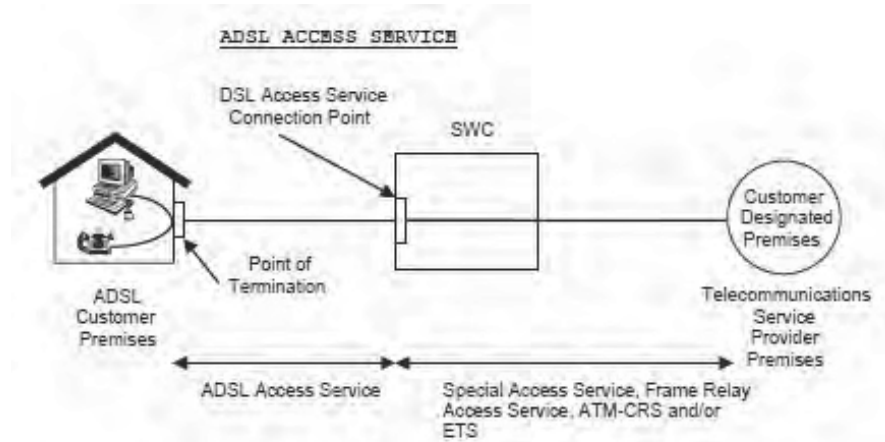 ADSL ACCESS SERVICE
DSL Access Service
Connection Point
SWC
Customer
Designated
Premises
Point of
Termination
ADSL
Customer
Premises
Telecommunications
Service
Provider
Premises
ADSL Access Service
Special Access Service, Frame Relay
Access Service, ATM-CRS and/or
ETS